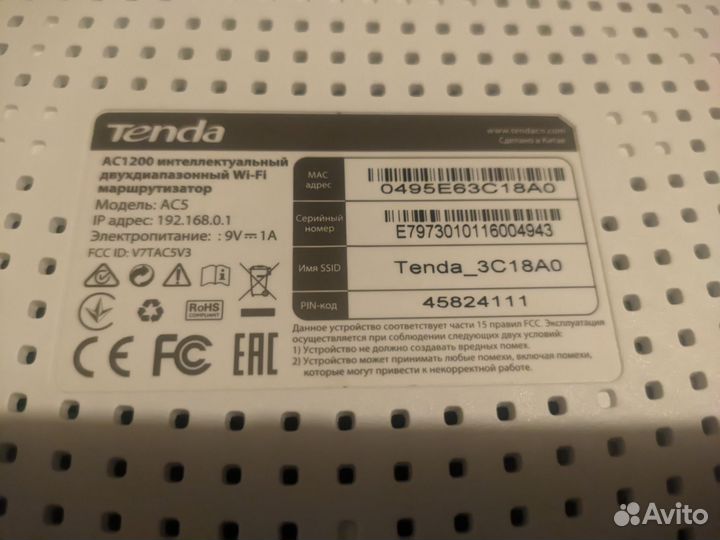 Tenda
www.tendacn.com
Сделано в Китае
AC1200 интеллектуальный
двухдиапазонный Wi-Fi
маршрутизатор
Модель: AC5
IP адрес: 192.168.0.1
Электропитание: : 9V⎓1A
FCC ID: V7TAC5V3
RoHS
COMPLIANT
CE FC EAC
MAC
адрес
0495E63C18A0
Серийный
номер
E7973010116004943
Имя SSID
Tenda_3C18A0
PIN-код
45824111
Данное устройство соответствует части 15 правил FCC. Эксплуатация
осуществляется при соблюдении следующих двух условий:
1) Устройство не должно создавать вредных помех.
2) Устройство может принимать любые помехи, включая помехи,
которые могут привести к некорректной работе.
Avito